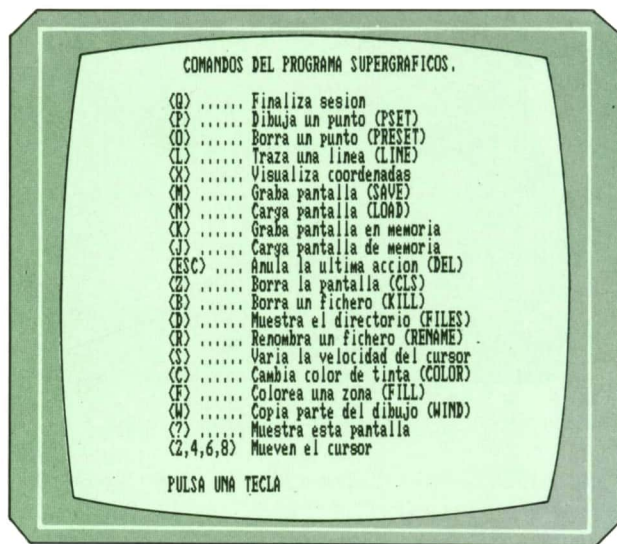 COMANDOS DEL PROGRAMA SUPERGRAFICOS.
<Q> ...... Finaliza sesion
<P> ...... Dibuja un punto (PSET)
<O> ...... Borra un punto (PRESET)
<L> ...... Traza una linea (LINE)
<X> ...... Visualiza coordenadas
<M> ...... Graba pantalla (SAVE)
<N> ...... Carga pantalla (LOAD)
<K> ...... Graba pantalla en memoria
<J> ...... Carga pantalla de memoria
<ESC> .... Anula la ultima accion (DEL)
<Z> ...... Borra la pantalla (CLS)
<B> ...... Borra un fichero (KILL)
<D> ...... Muestra el directorio (FILES)
<R> ...... Renombra un fichero (RENAME)
<S> ...... Varia la velocidad del cursor
<C> ...... Cambia color de tinta (COLOR)
<F> ...... Colorea una zona (FILL)
<W> ...... Copia parte del dibujo (WIND)
<?> ...... Muestra esta pantalla
<2,4,6,8> Mueven el cursor
PULSA UNA TECLA